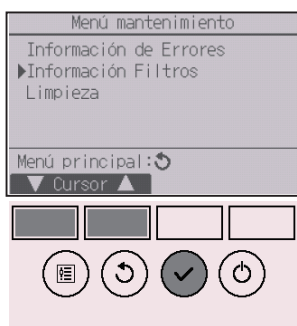 Menú mantenimiento
Información de Errores
▶Información Filtros
Limpieza
Menú principal:
▼ Cursor ▲